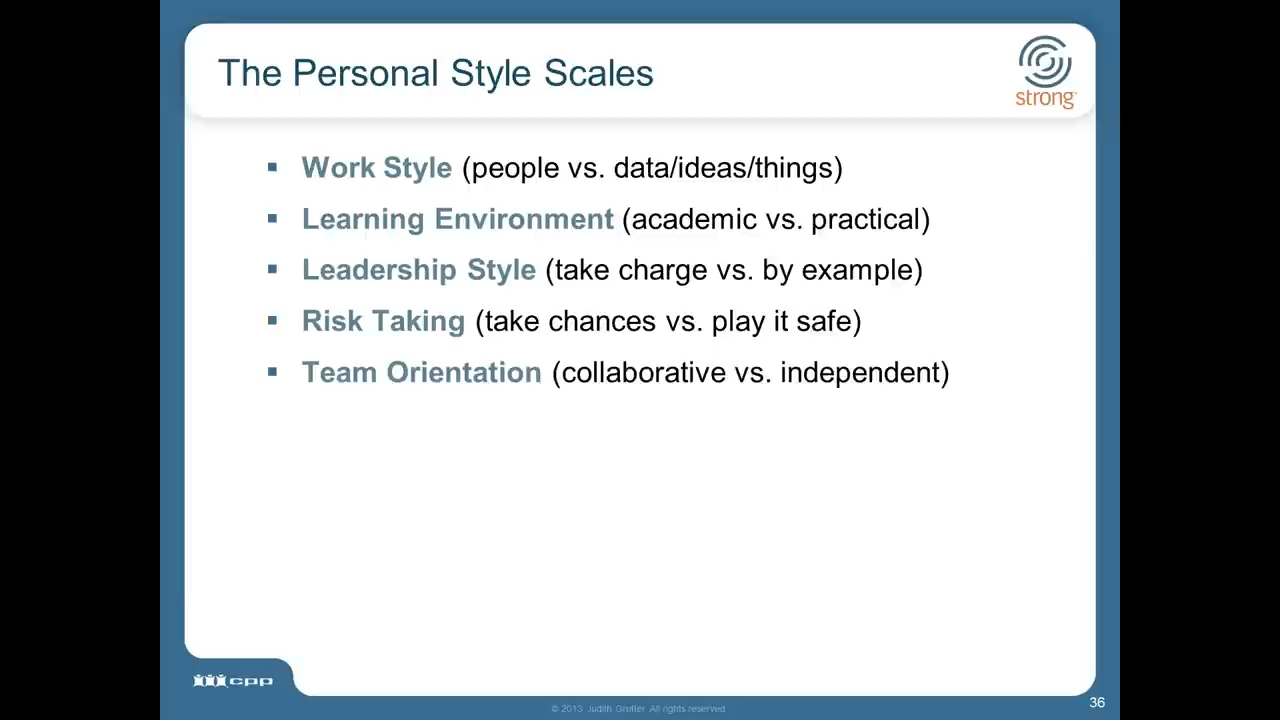 The Personal Style Scales
strong
Work Style (people vs. data/ideas/things)
Learning Environment (academic vs. practical)
Leadership Style (take charge vs. by example)
Risk Taking (take chances vs. play it safe)
Team Orientation (collaborative vs. independent)
cpp
© 2013 Judith Grutter All rights reserved
36